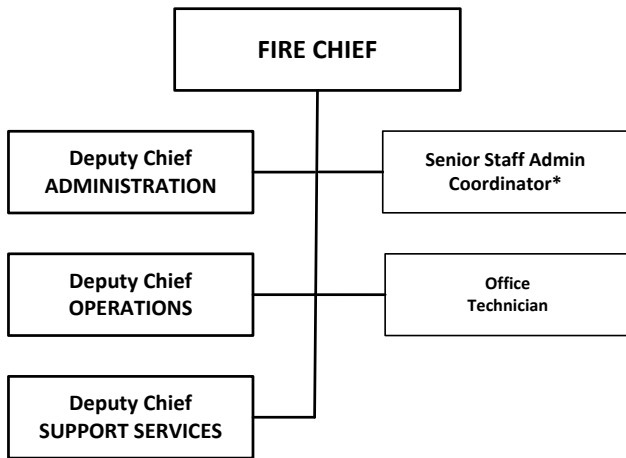 FIRE CHIEF
Deputy Chief
ADMINISTRATION
Senior Staff Admin
Coordinator*
Deputy Chief
OPERATIONS
Office
Technician
Deputy Chief
SUPPORT SERVICES